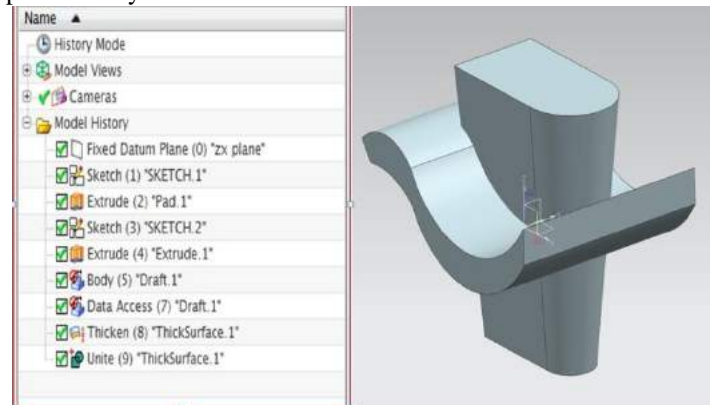 Name
History Mode
Model Views
Cameras
Model History
Fixed Datum Plane (0) "zx plane"
Sketch (1) "SKETCH.1"
Extrude (2) "Pad.1"
Sketch (3) "SKETCH.2"
Extrude (4) "Extrude.1"
Body (5) "Draft.1"
Data Access (7) "Draft.1"
Thicken (8) "ThickSurface.1"
Unite (9) "ThickSurface.1"